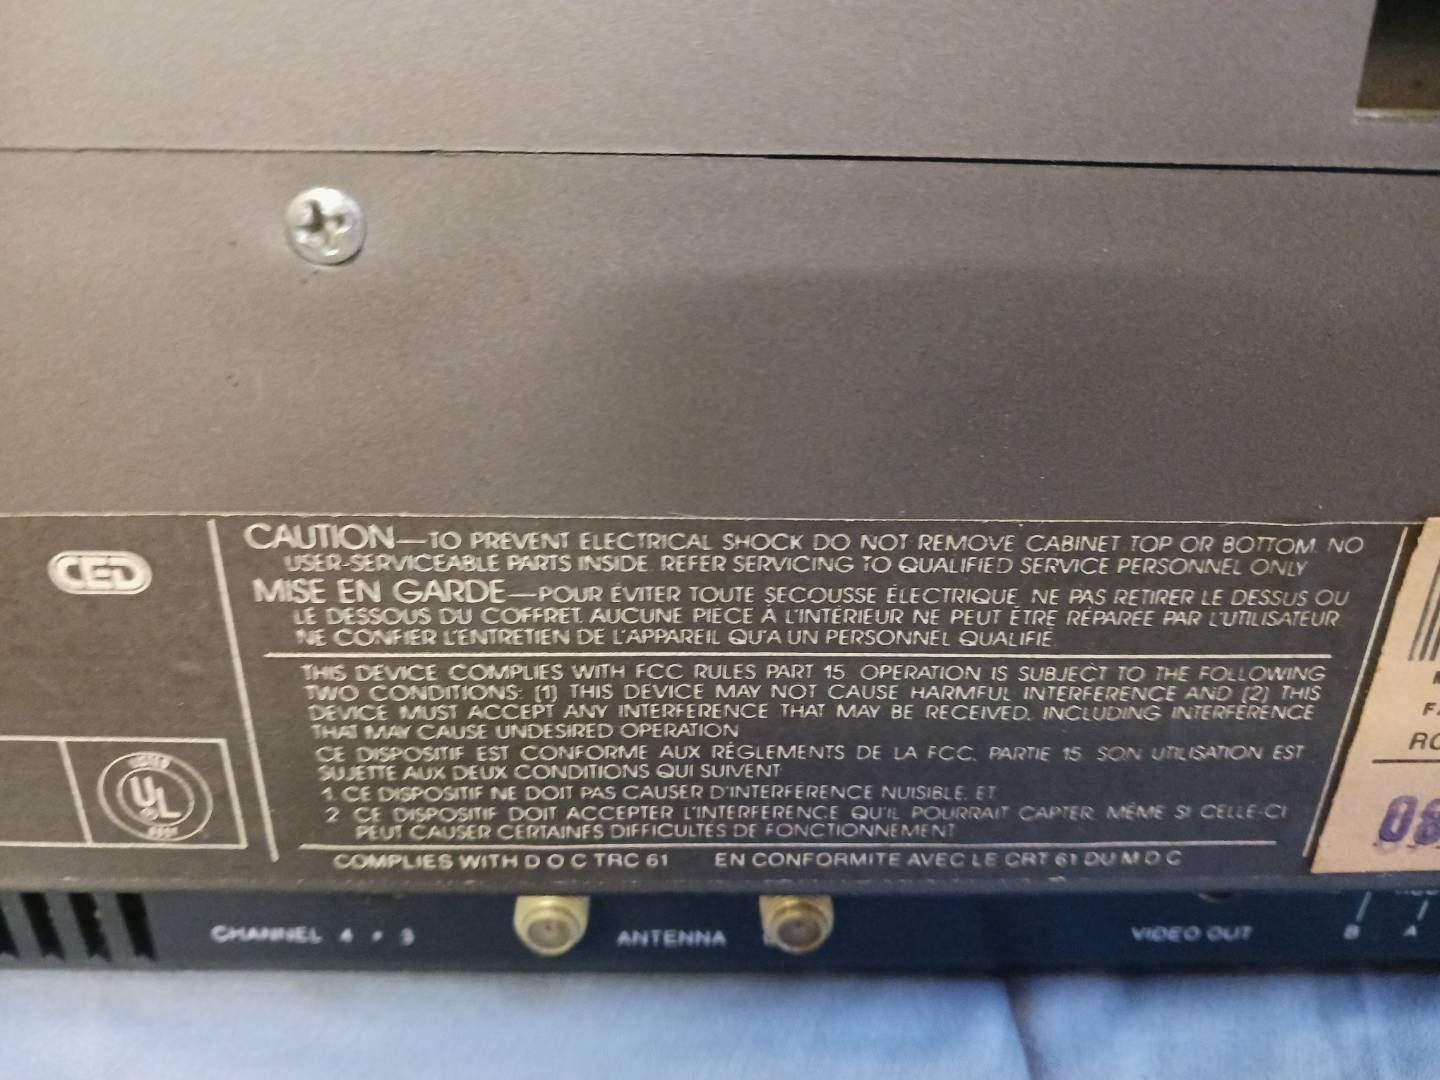 CED
CAUTION—TO PREVENT ELECTRICAL SHOCK DO NOT REMOVE CABINET TOP OR BOTTOM. NO
USER-SERVICEABLE PARTS INSIDE. REFER SERVICING TO QUALIFIED SERVICE PERSONNEL ONLY
MISE EN GARDE—POUR ÉVITER TOUTE SECOUSSE ÉLECTRIQUE, NE PAS RETIRER LE DESSUS OU
LE DESSOUS DU COFFRET. AUCUNE PIÈCE À L'INTÉRIEUR NE PEUT ÊTRE RÉPARÉE PAR L'UTILISATEUR
NE CONFIER L'ENTRETIEN DE L'APPAREIL QU'A UN PERSONNEL QUALIFIÉ.
THIS DEVICE COMPLIES WITH FCC RULES PART 15. OPERATION IS SUBJECT TO THE FOLLOWING
TWO CONDITIONS: (1) THIS DEVICE MAY NOT CAUSE HARMFUL INTERFERENCE AND (2) THIS
DEVICE MUST ACCEPT ANY INTERFERENCE THAT MAY BE RECEIVED, INCLUDING INTERFERENCE
THAT MAY CAUSE UNDESIRED OPERATION
CE DISPOSITIF EST CONFORME AUX RÉGLEMENTS DE LA FCC, PARTIE 15. SON UTILISATION EST
SUJETTE AUX DEUX CONDITIONS QUI SUIVENT:
1. CE DISPOSITIF NE DOIT PAS CAUSER D'INTERFÉRENCE NUISIBLE, ET
2. CE DISPOSITIF DOIT ACCEPTER L'INTERFÉRENCE QU'IL POURRAIT CAPTER, MÊME SI CELLE-CI
PEUT CAUSER CERTAINES DIFFICULTÉS DE FONCTIONNEMENT
COMPLIES WITH D O C TRC 61 EN CONFORMITE AVEC LE CRT 61 DU M D C
UL
CHANNEL 4 • 3
ANTENNA
VIDEO OUT
B A
08